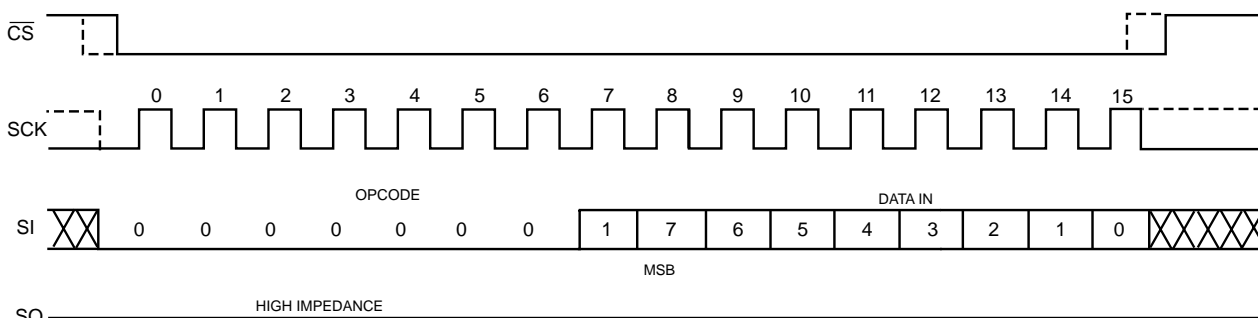 CS
SCK
0 1 2 3 4 5 6 7 8 9 10 11 12 13 14 15
OPCODE
DATA IN
SI
0 0 0 0 0 0 0 1 7 6 5 4 3 2 1 0
MSB
HIGH IMPEDANCE
SO